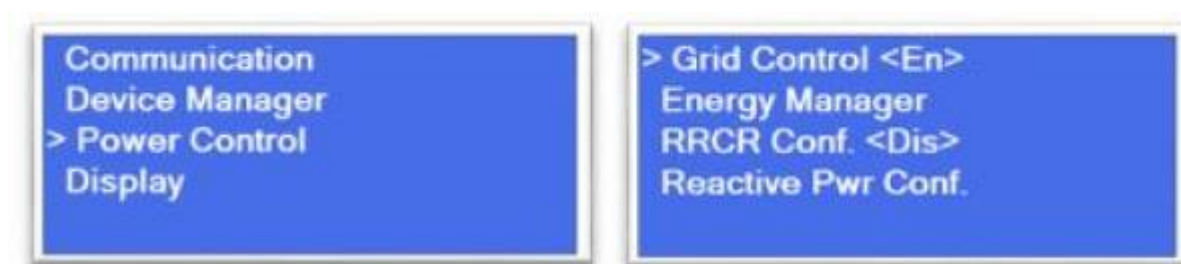 Communication
Device Manager
> Power Control
Display
> Grid Control <En>
Energy Manager
RRCR Conf. <Dis>
Reactive Pwr Conf.